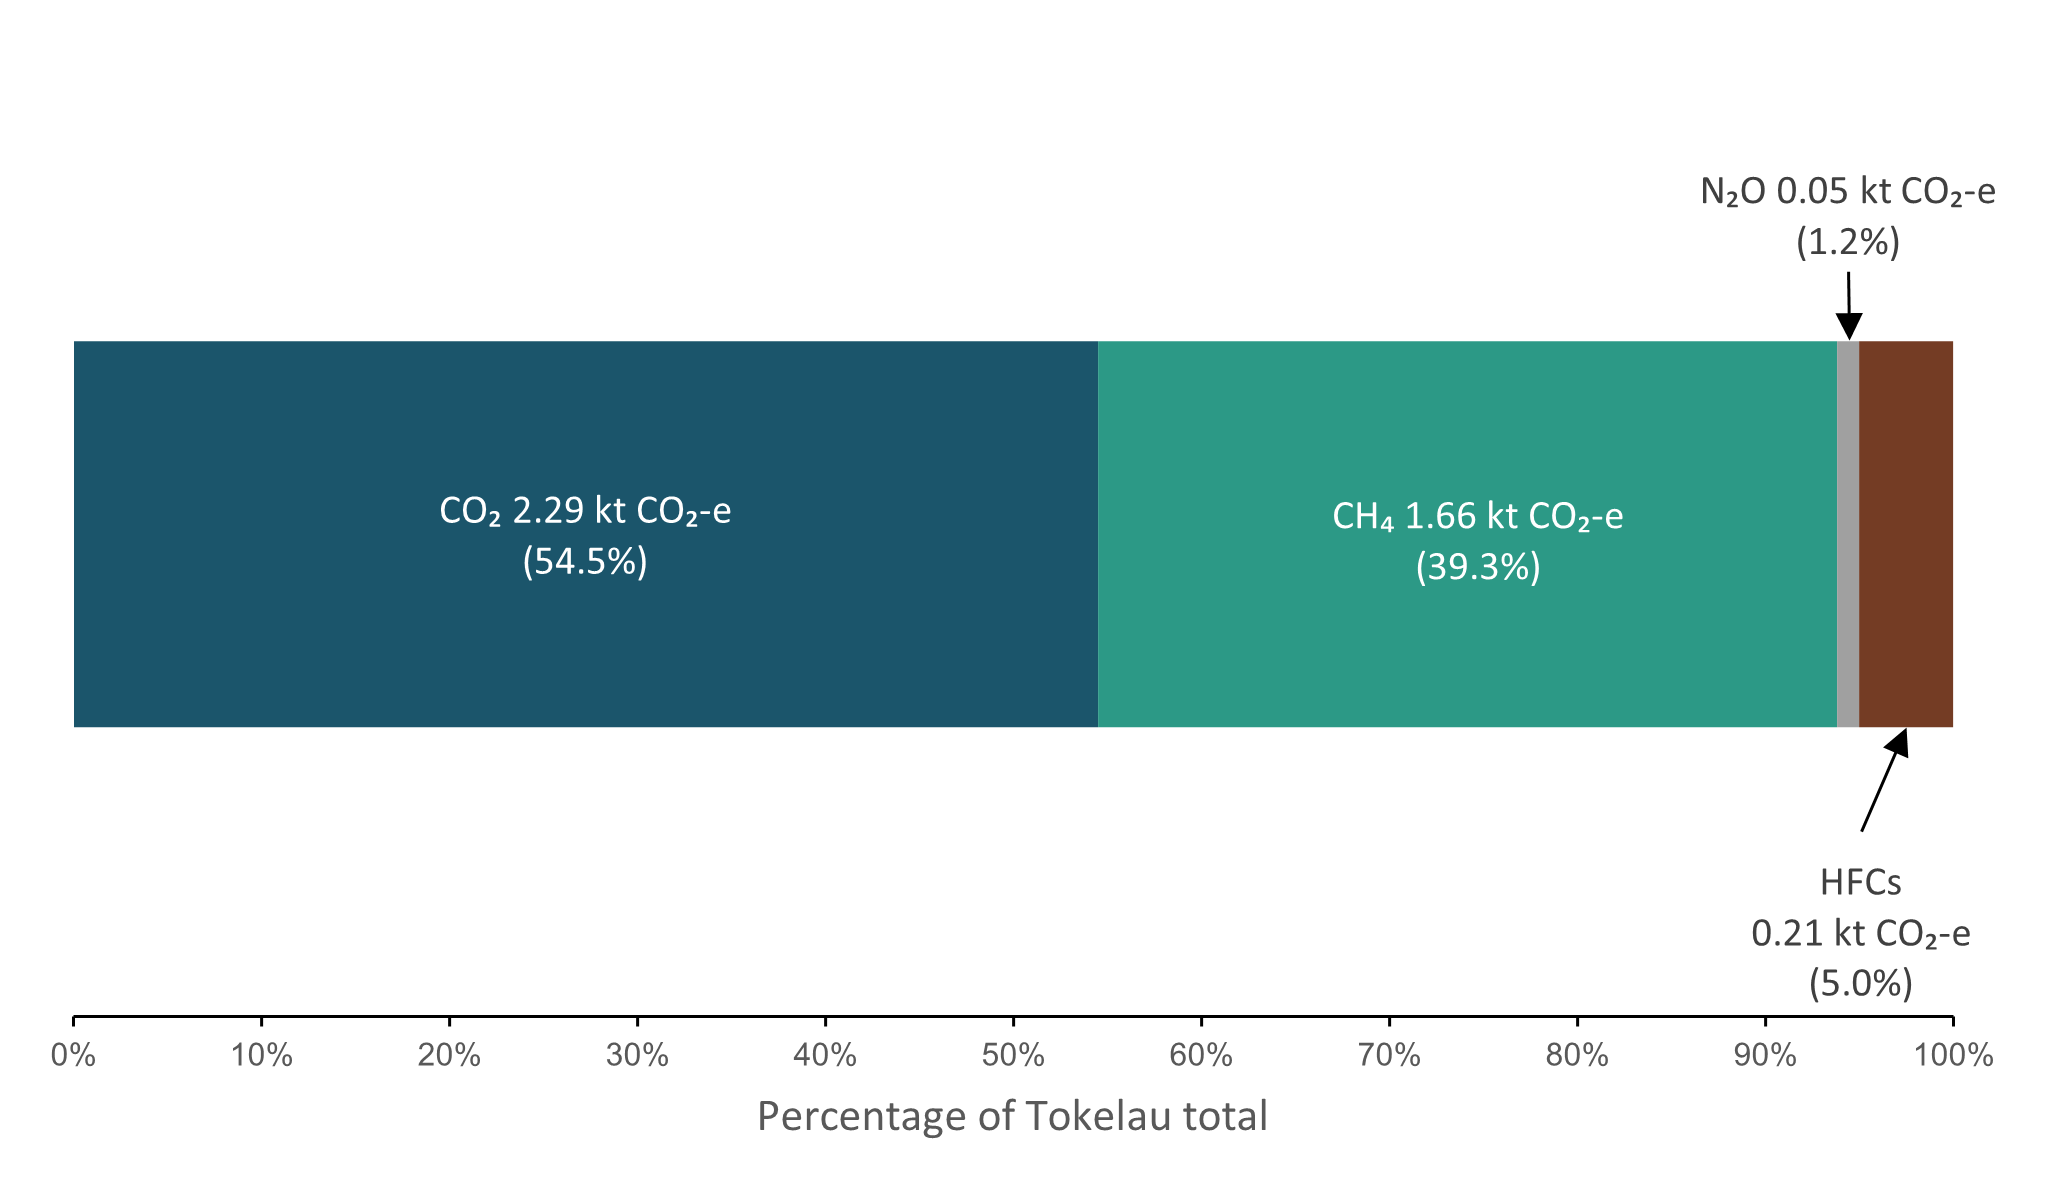 N₂O 0.05 kt CO₂-e
(1.2%)
CO₂ 2.29 kt CO₂-e
(54.5%)
CH₄ 1.66 kt CO₂-e
(39.3%)
HFCs
0.21 kt CO₂-e
(5.0%)
0% 10% 20% 30% 40% 50% 60% 70% 80% 90% 100%
Percentage of Tokelau total